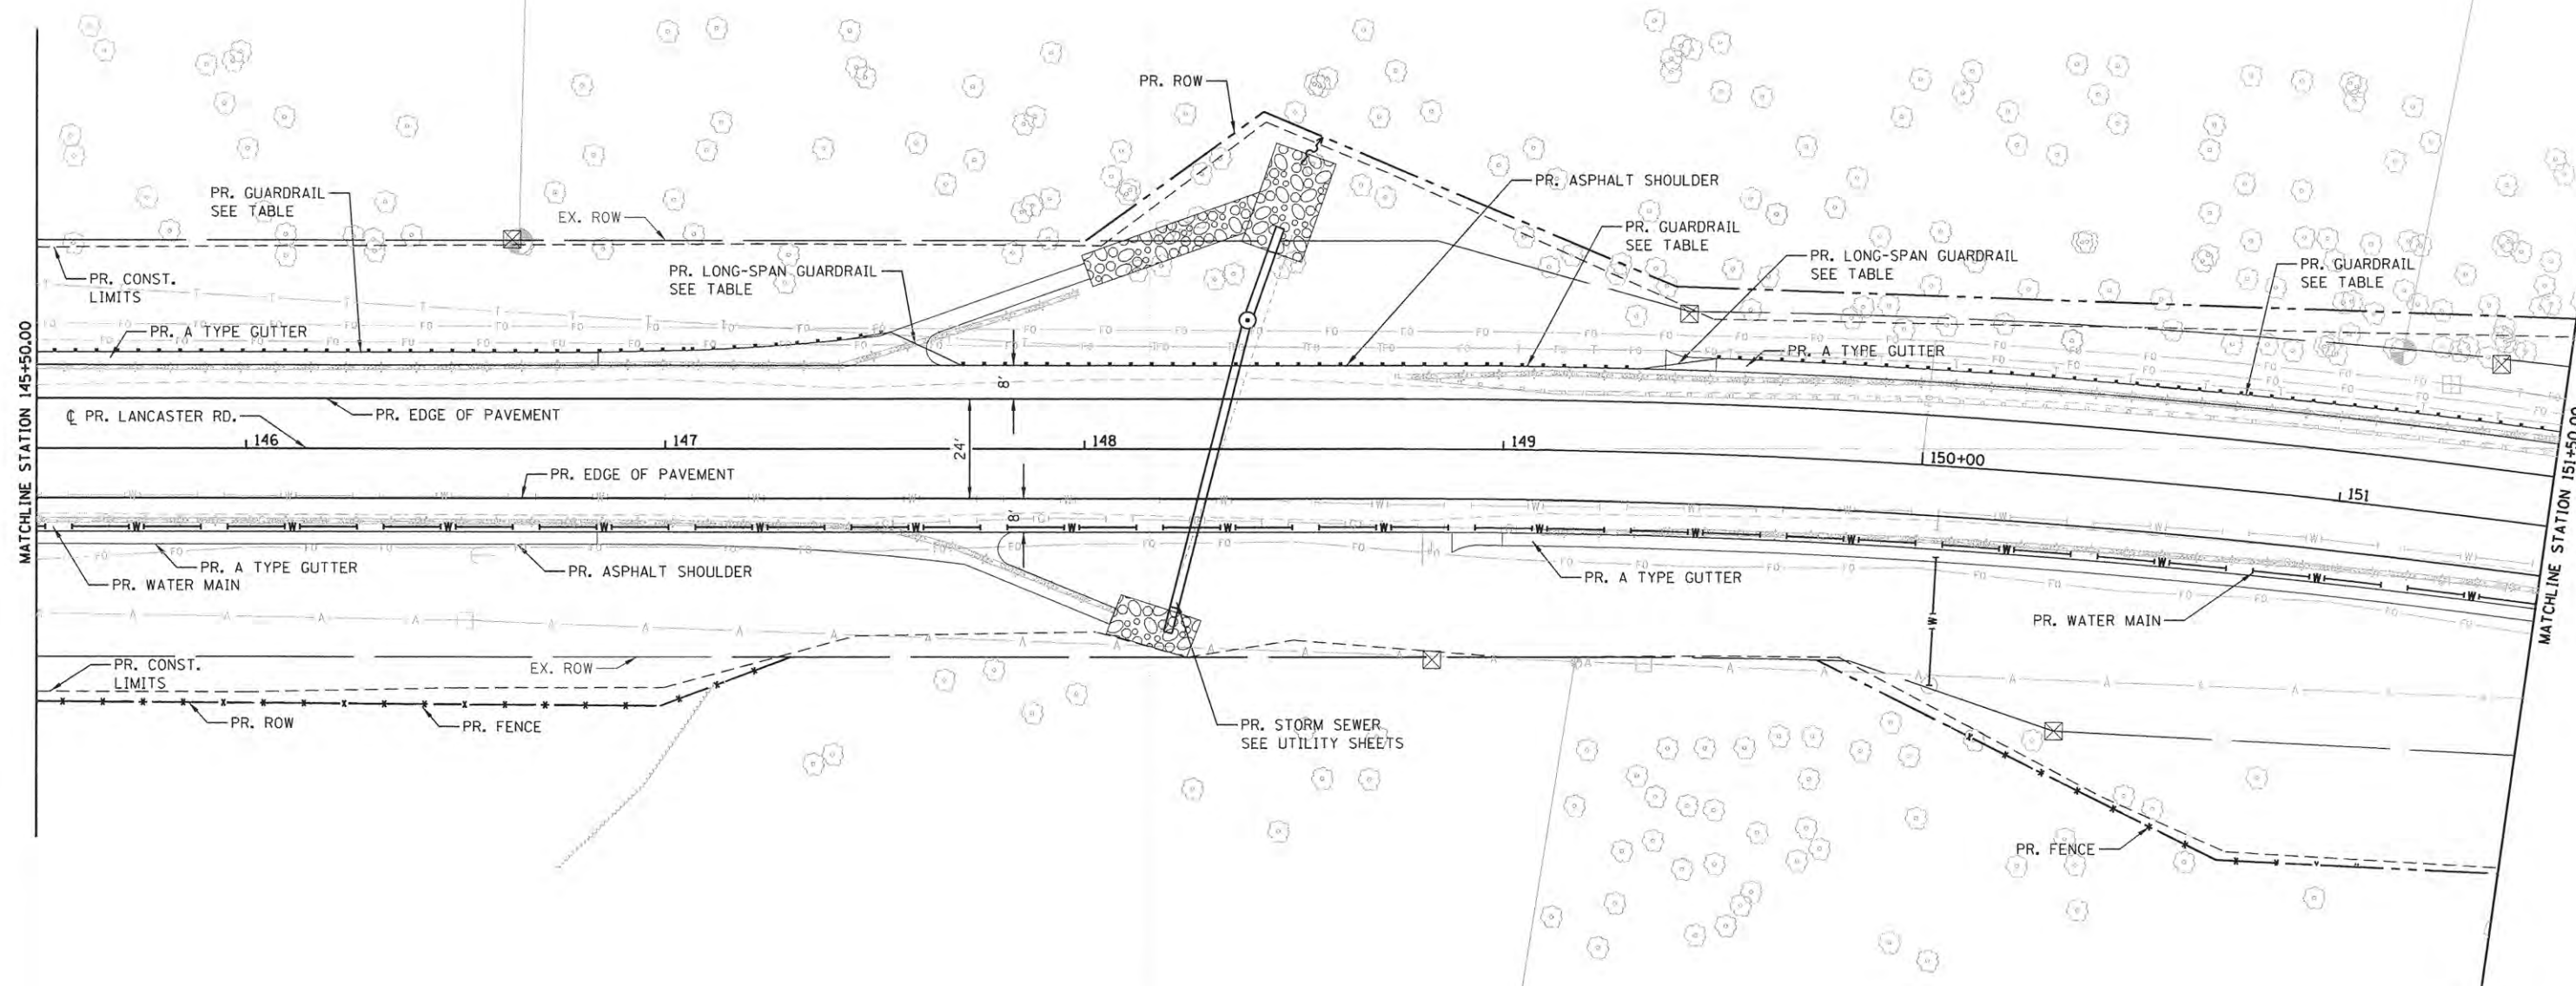 PR. ROW
PR. ASPHALT SHOULDER
PR. GUARDRAIL
SEE TABLE
EX. ROW
PR. GUARDRAIL
SEE TABLE
PR. LONG-SPAN GUARDRAIL
SEE TABLE
PR. LONG-SPAN GUARDRAIL
SEE TABLE
PR. GUARDRAIL
SEE TABLE
PR. CONST.
LIMITS
PR. A TYPE GUTTER
PR. A TYPE GUTTER
8'
MATCHLINE STATION 145+50.00
℄ PR. LANCASTER RD.
PR. EDGE OF PAVEMENT
146
147
148
149
150+00
151
24'
PR. EDGE OF PAVEMENT
8'
MATCHLINE STATION 151+50.00
PR. A TYPE GUTTER
PR. ASPHALT SHOULDER
PR. A TYPE GUTTER
PR. WATER MAIN
PR. WATER MAIN
PR. CONST.
LIMITS
EX. ROW
PR. ROW
PR. FENCE
PR. STORM SEWER
SEE UTILITY SHEETS
PR. FENCE